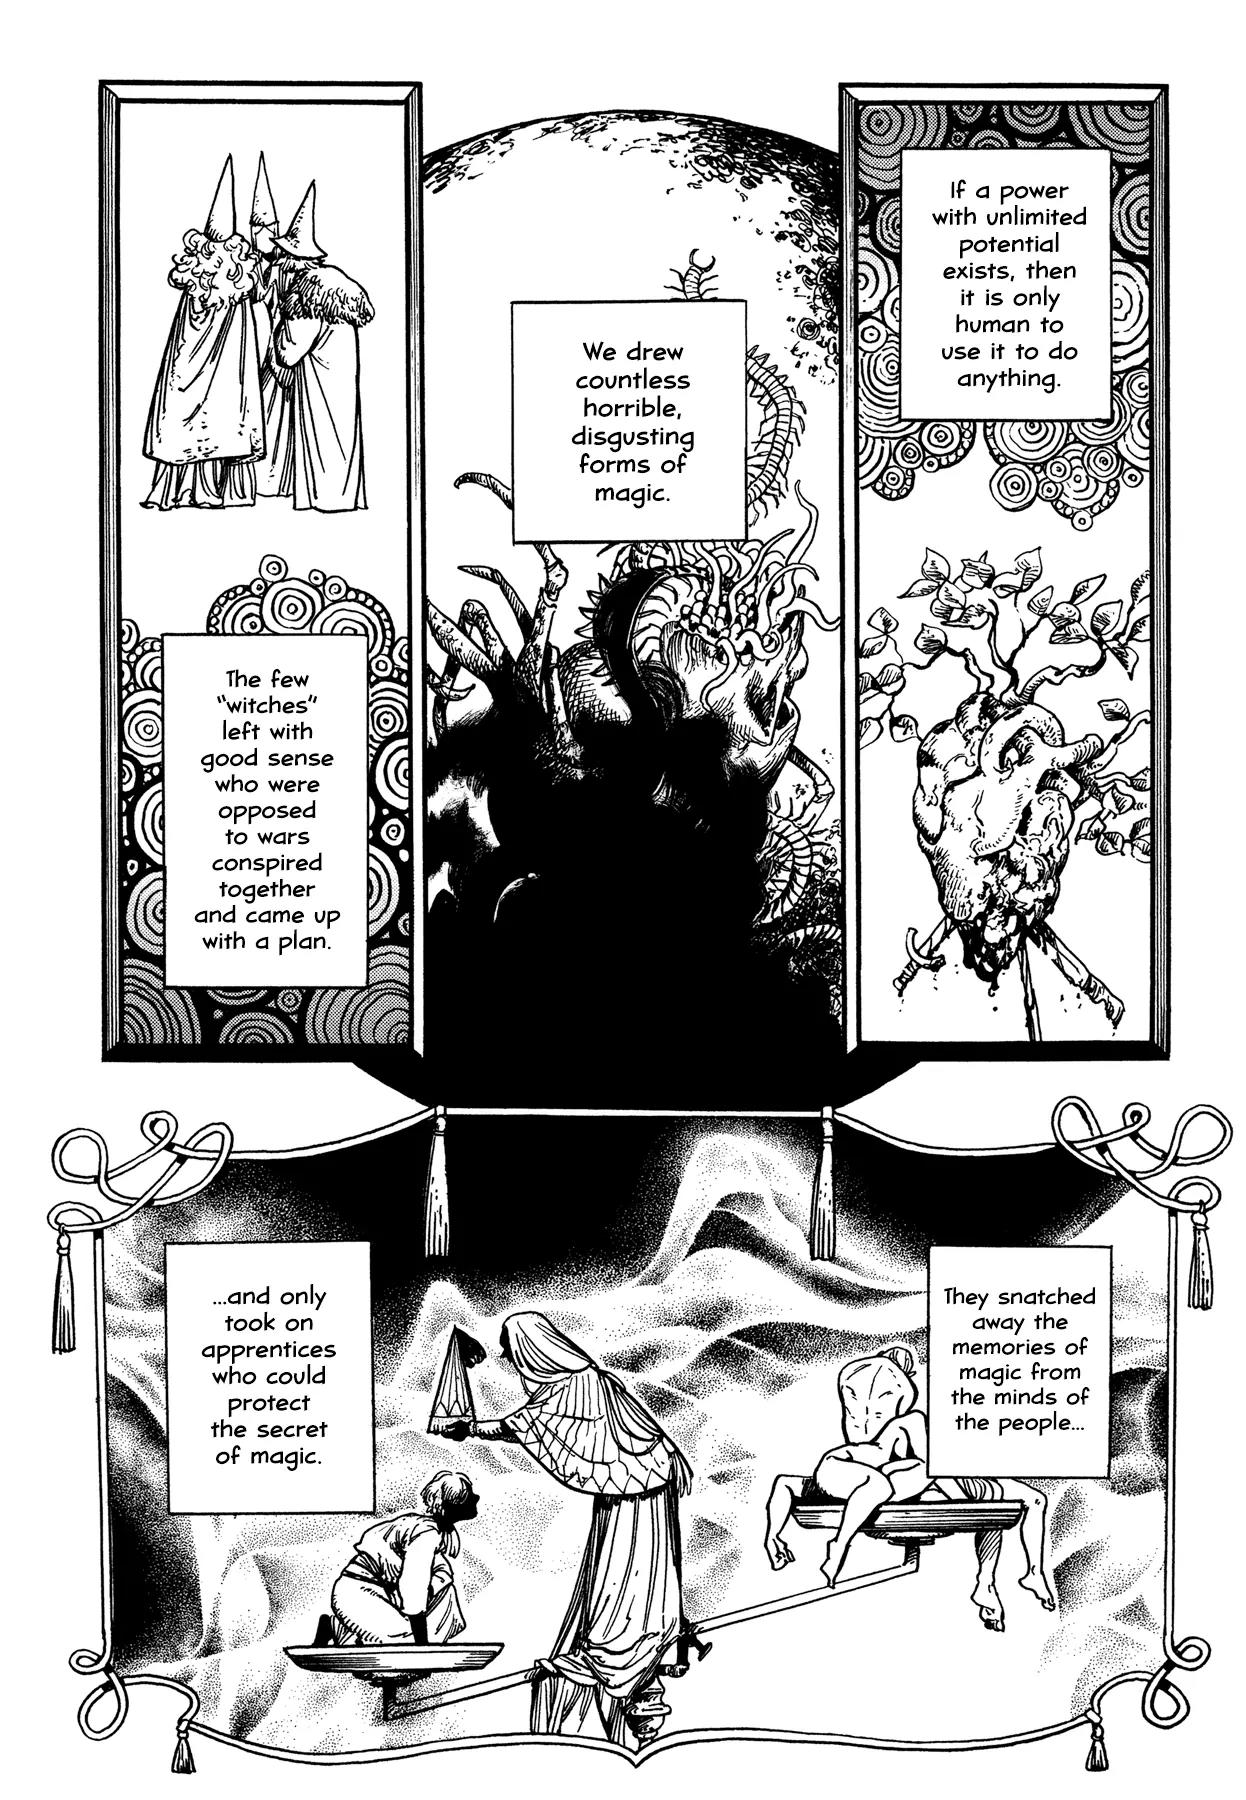 If a power
with unlimited
potential
exists, then
it is only
human to
use it to do
anything.
We drew
countless
horrible,
disgusting
forms of
magic.
The few
"witches"
left with
good sense
who were
opposed
to wars
conspired
together
and came up
with a plan.
They snatched
away the
memories of
magic from
the minds of
the people...
...and only
took on
apprentices
who could
protect
the secret
of magic.